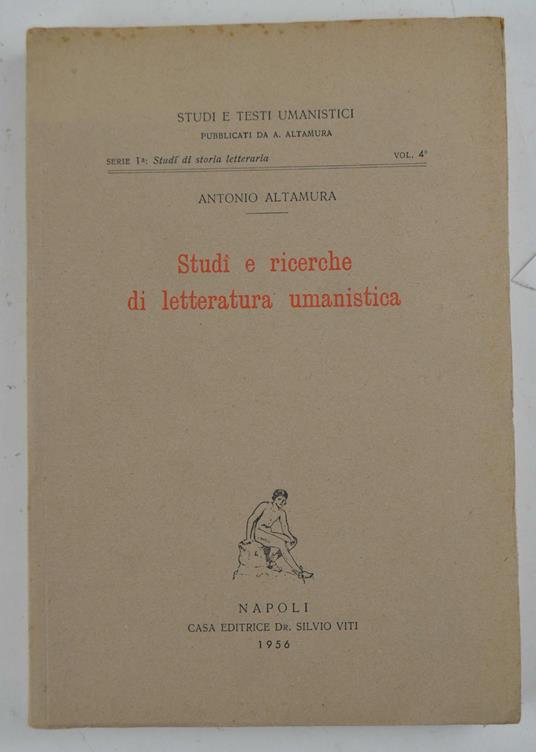 STUDI E TESTI UMANISTICI
PUBBLICATI DA A. ALTAMURA
SERIE 1ª: Studî di storia letteraria VOL. 4º
ANTONIO ALTAMURA
Studî e ricerche
di letteratura umanistica
NAPOLI
CASA EDITRICE DR. SILVIO VITI
1956